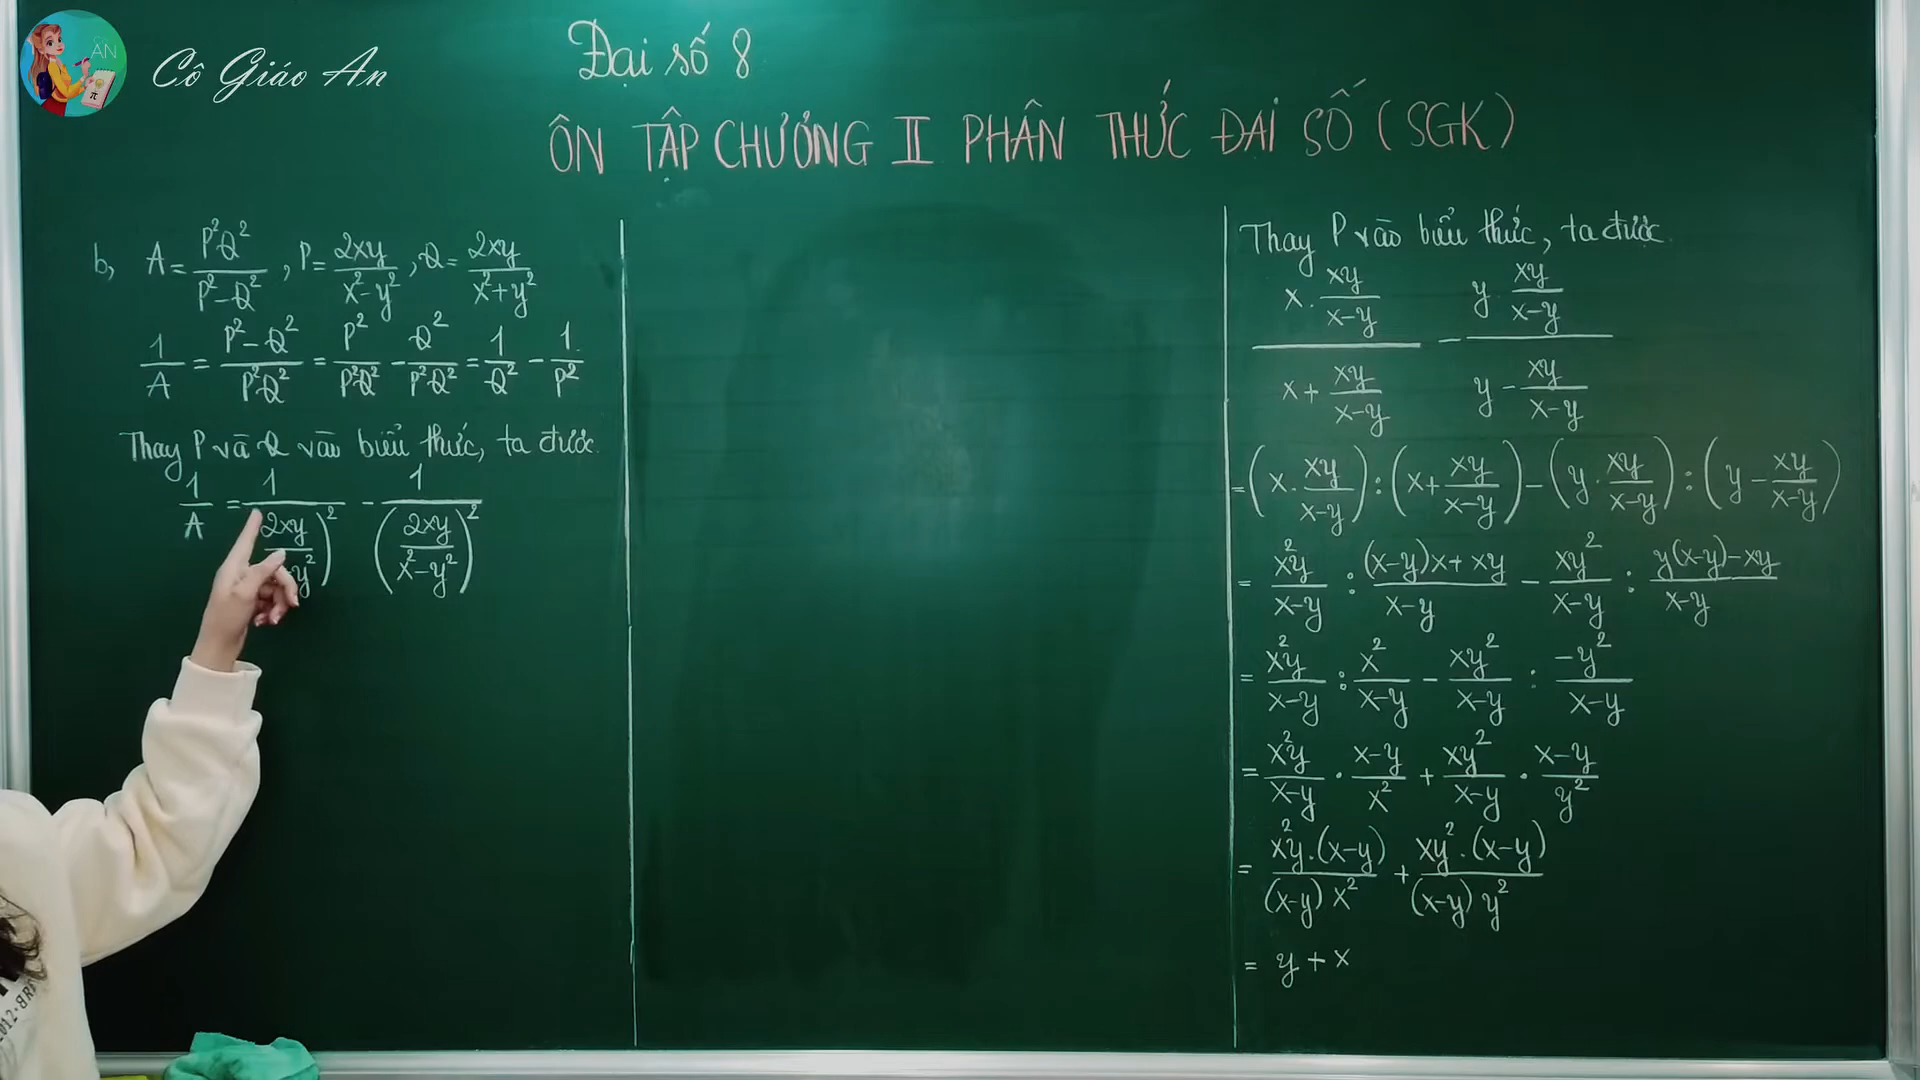 AN
Cô Giáo An
Đại số 8
ÔN TẬP CHƯƠNG II PHÂN THỨC ĐẠI SỐ (SGK)
b, A = P²Q² / (P² - Q²), P = 2xy / (x² - y²), Q = 2xy / (x² + y²)
1/A = (P² - Q²) / (P²Q²) = P² / (P²Q²) - Q² / (P²Q²) = 1/Q² - 1/P²
Thay P và Q vào biểu thức, ta được
1/A = 1 / (2xy / - y²)² - 1 / (2xy / (x² - y²))²
Thay P vào biểu thức, ta được
(x . xy/(x-y)) / (x + xy/(x-y)) - (y . xy/(x-y)) / (y - xy/(x-y))
= (x . xy/(x-y)) : (x + xy/(x-y)) - (y . xy/(x-y)) : (y - xy/(x-y))
= x²y/(x-y) : ((x-y)x + xy)/(x-y) - xy²/(x-y) : (y(x-y) - xy)/(x-y)
= x²y/(x-y) : x²/(x-y) - xy²/(x-y) : -y²/(x-y)
= x²y/(x-y) . (x-y)/x² + xy²/(x-y) . (x-y)/y²
= x²y.(x-y) / (x-y)x² + xy².(x-y) / (x-y)y²
= y + x